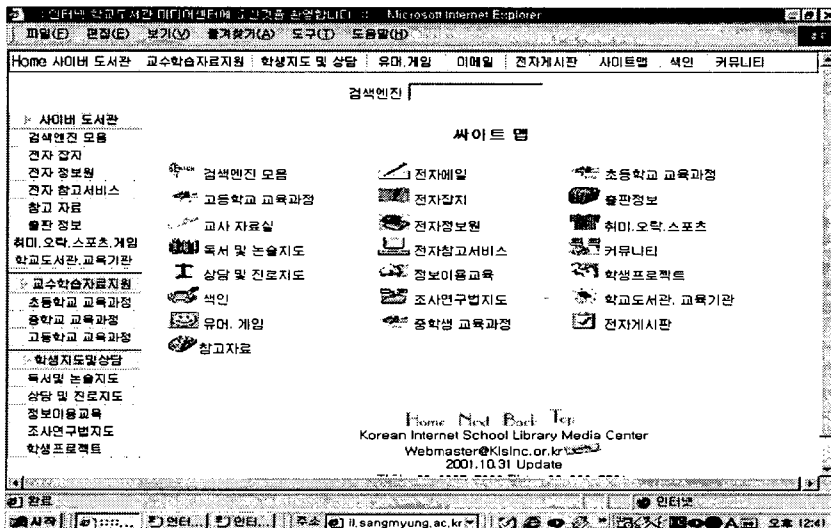 인터넷 학교도서관 미디어센터에 오신것을 환영합니다 - Microsoft Internet Explorer
파일(F) 편집(E) 보기(V) 즐겨찾기(A) 도구(T) 도움말(H)
Home 사이버 도서관 교수학습자료지원 학생지도 및 상담 유머,게임 이메일 전자게시판 사이트맵 색인 커뮤니티
검색엔진
사이버 도서관
검색엔진 모음
전자 잡지
전자 정보원
전자 참고서비스
참고 자료
출판 정보
취미,오락,스포츠,게임
학교도서관,교육기관
교수학습자료지원
초등학교 교육과정
중학교 교육과정
고등학교 교육과정
학생지도및상담
독서및 논술지도
상담 및 진로지도
정보이용교육
조사연구법지도
학생프로젝트
싸이트 맵
검색엔진 모음 전자메일 초등학교 교육과정
고등학교 교육과정 전자잡지 출판정보
교사 자료실 전자정보원 취미,오락,스포츠
독서 및 논술지도 전자참고서비스 커뮤니티
상담 및 진로지도 정보이용교육 학생프로젝트
색인 조사연구법지도 학교도서관, 교육기관
유머, 게임 중학생 교육과정 전자게시판
참고자료
Home Next Back Top
Korean Internet School Library Media Center
Webmaster@KisInc.or.kr
2001.10.31 Update
완료 인터넷
시작 인터... 인터... 주소 il.sangmyung.ac.kr 오후 12:41